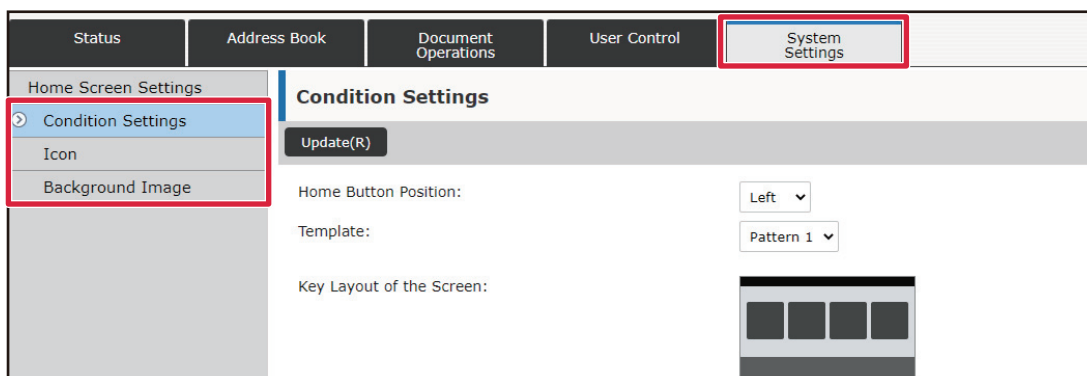 Status
Address Book
Document
Operations
User Control
System
Settings
Home Screen Settings
Condition Settings
Icon
Background Image
Condition Settings
Update(R)
Home Button Position:
Left
Template:
Pattern 1
Key Layout of the Screen: